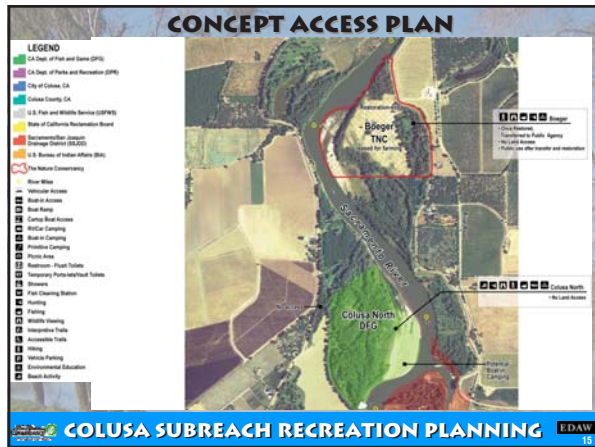 CONCEPT ACCESS PLAN
LEGEND
CA Dept. of Fish and Game (DFG)
CA Dept. of Parks and Recreation (DPR)
City of Colusa, CA
Colusa County, CA
U.S. Fish and Wildlife Service (USFWS)
State of California Reclamation Board
Sacramento/San Joaquin
Drainage District (SSJDD)
U.S. Bureau of Indian Affairs (BIA)
The Nature Conservancy
River Miles
Vehicular Access
Boat-in Access
Boat Ramp
Cartop Boat Access
RV/Car Camping
Boat-in Camping
Primitive Camping
Picnic Area
Restroom - Flush Toilets
Temporary Porta-lets/Vault Toilets
Showers
Fish Cleaning Station
Hunting
Fishing
Wildlife Viewing
Interpretive Trails
Accessible Trails
Hiking
Vehicle Parking
Environmental Education
Beach Activity
Restoration
Boeger
TNC
leased for farming
Boeger
• Once Restored,
Transferred to Public Agency
• No Land Access
• Public use after transfer and restoration
Sacramento River
No access
Colusa North
DFG
Colusa North
• No Land Access
Potential
Boat-in
Camping
COLUSA SUBREACH RECREATION PLANNING
EDAW
15